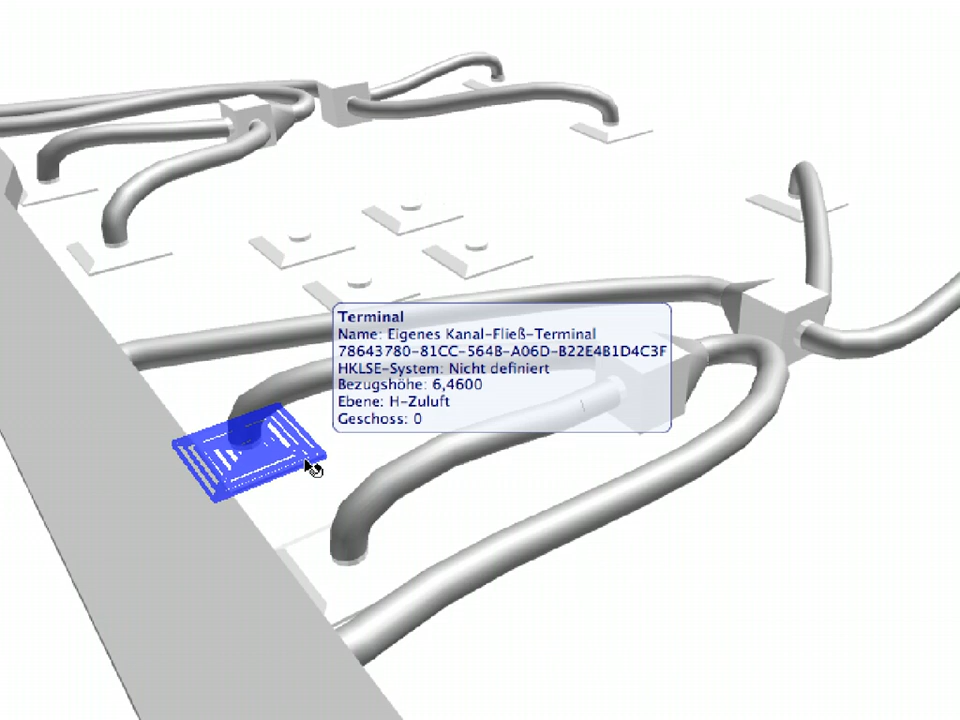 Terminal
Name: Eigenes Kanal-Fließ-Terminal
78643780-81CC-564B-A06D-B22E4B1D4C3F
HKLSE-System: Nicht definiert
Bezugshöhe: 6,4600
Ebene: H-Zuluft
Geschoss: 0